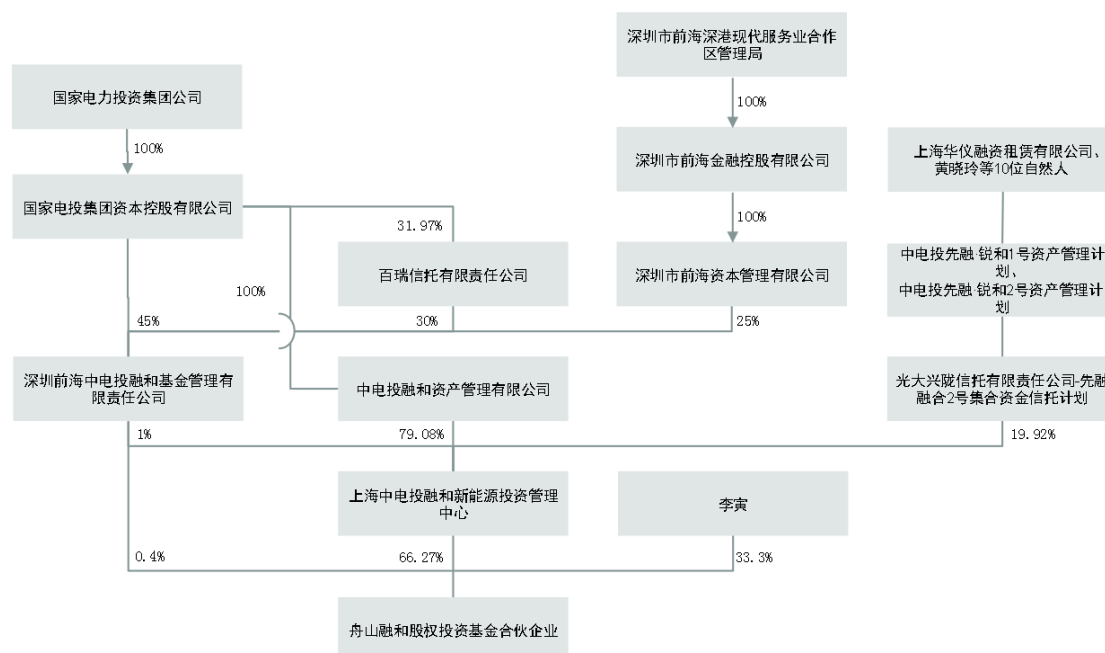 深圳市前海深港现代服务业合作
区管理局
国家电力投资集团公司
100%
100%
深圳市前海金融控股有限公司
上海华仪融资租赁有限公司、
黄晓玲等10位自然人
国家电投集团资本控股有限公司
31.97%
100%
百瑞信托有限责任公司
深圳市前海资本管理有限公司
中电投先融·锐和1号资产管理计
划、
中电投先融·锐和2号资产管理计
划
100%
45%
30%
25%
深圳前海中电投融和基金管理有
限责任公司
中电投融和资产管理有限公司
光大兴陇信托有限责任公司-先融
融合2号集合资金信托计划
1%
79.08%
19.92%
上海中电投融和新能源投资管理
中心
李寅
0.4%
66.27%
33.3%
舟山融和股权投资基金合伙企业